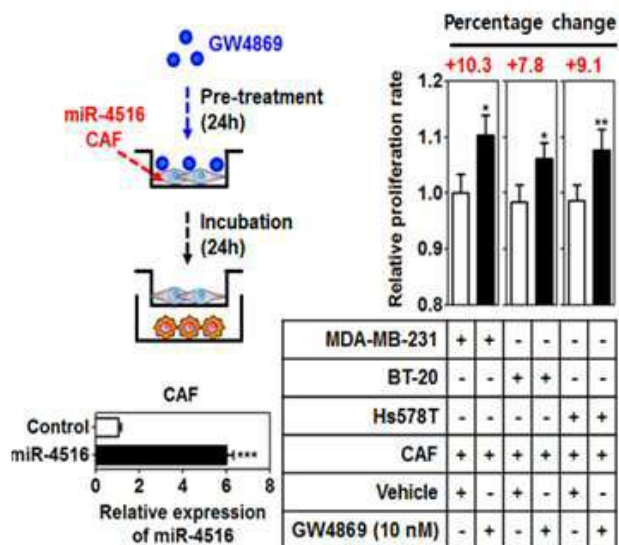 GW4869
Pre-treatment
(24h)
miR-4516
CAF
Incubation
(24h)
CAF
Control
miR-4516
***
0 2 4 6 8
Relative expression
of miR-4516
Percentage change
+10.3 +7.8 +9.1
Relative proliferation rate
1.2
1.1
1.0
0.9
0.8
* * **
MDA-MB-231 + + - - - -
BT-20 - - + + - -
Hs578T - - - - + +
CAF + + + + + +
Vehicle + - + - + -
GW4869 (10 nM) - + - + - +